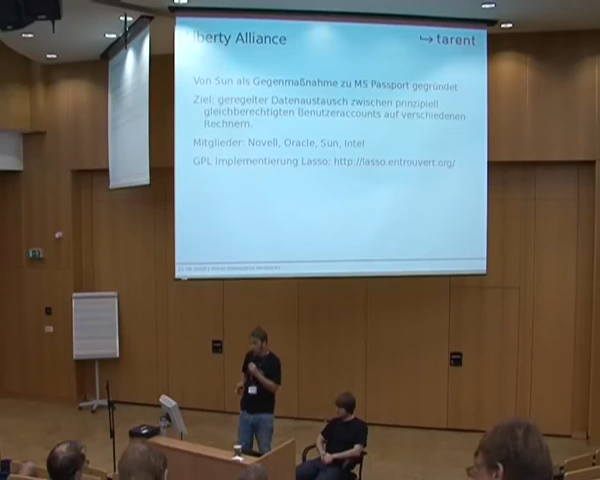 iberty Alliance
tarent
Von Sun als Gegenmaßnahme zu MS Passport gegründet
Ziel: geregelter Datenaustausch zwischen prinzipiell
gleichberechtigten Benutzeraccounts auf verschiedenen
Rechnern.
Mitglieder: Novell, Oracle, Sun, Intel
GPL Implementierung Lasso: http://lasso.entrouvert.org/